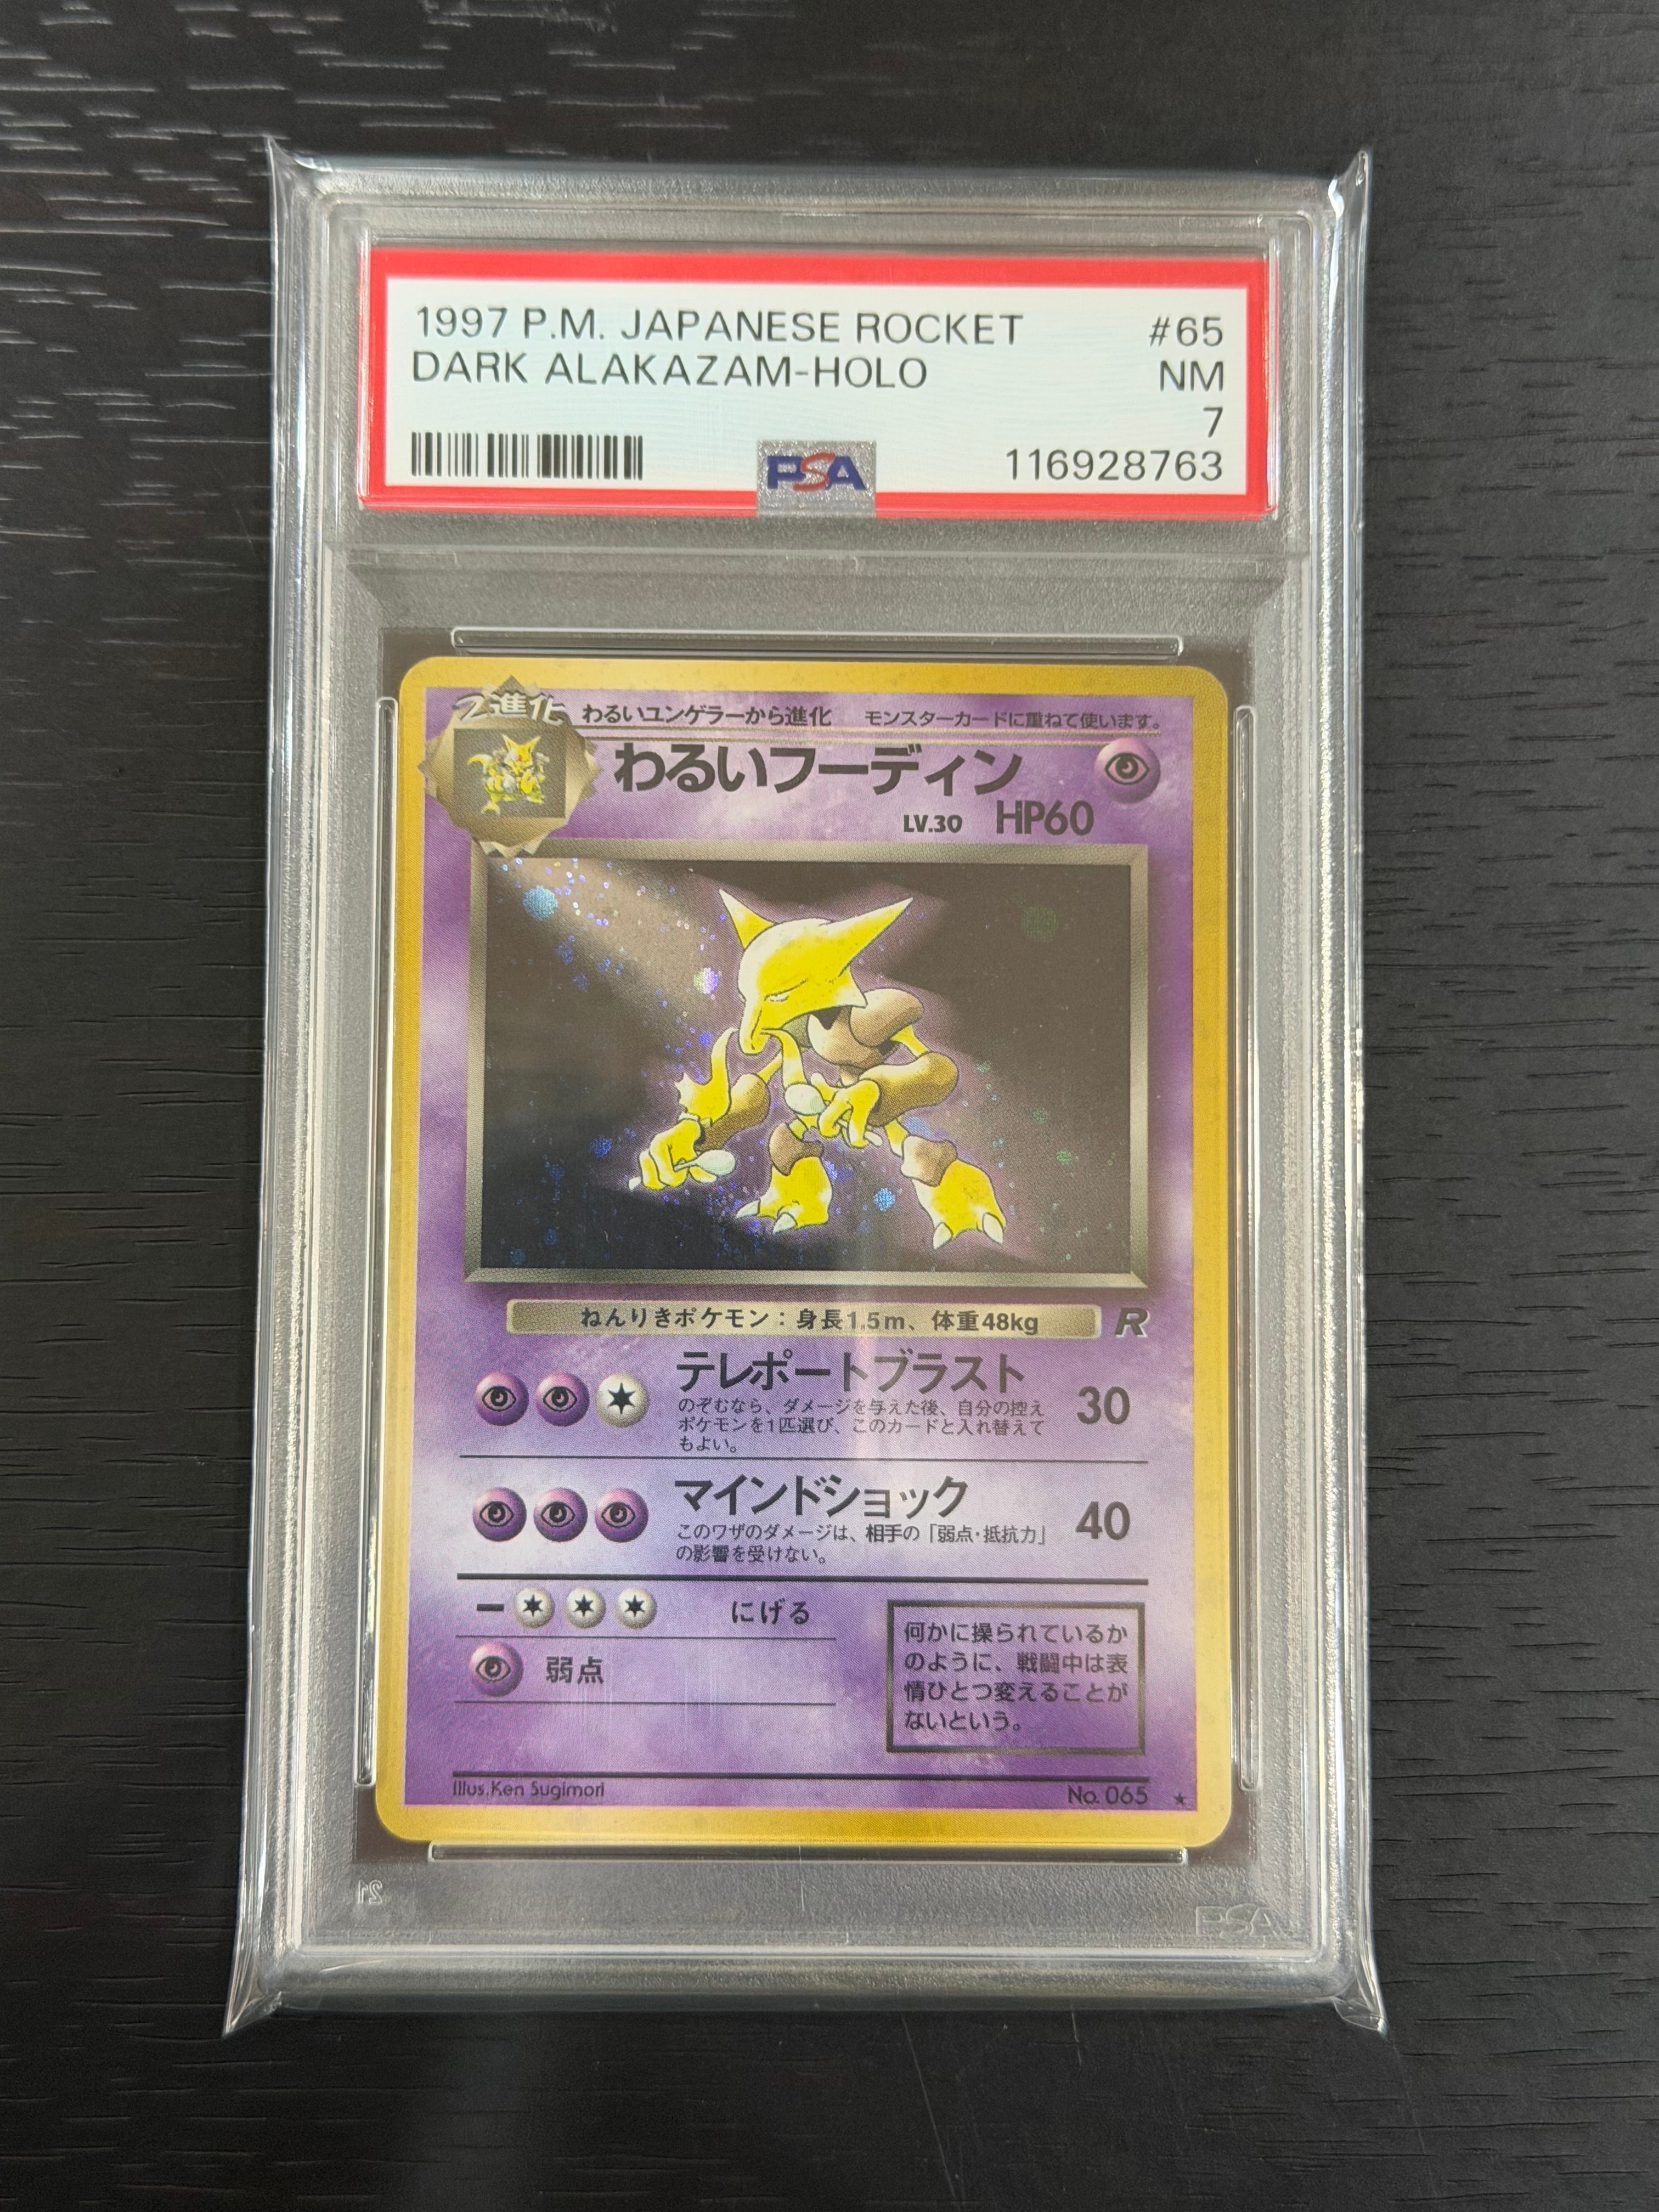 1997 P.M. JAPANESE ROCKET #65
DARK ALAKAZAM-HOLO NM
7
PSA 116928763
2進化 わるいユンゲラーから進化 モンスターカードに重ねて使います。
わるいフーディン
LV.30 HP60
ねんりきポケモン：身長1.5m、体重48kg R
テレポートブラスト
のぞむなら、ダメージを与えた後、自分の控え
ポケモンを1匹選び、このカードと入れ替えて
もよい。
30
マインドショック
このワザのダメージは、相手の「弱点・抵抗力」
の影響を受けない。
40
にげる
弱点
何かに操られているか
のように、戦闘中は表
情ひとつ変えることが
ないという。
Illus.Ken Sugimori No.065 ★
21
PSA